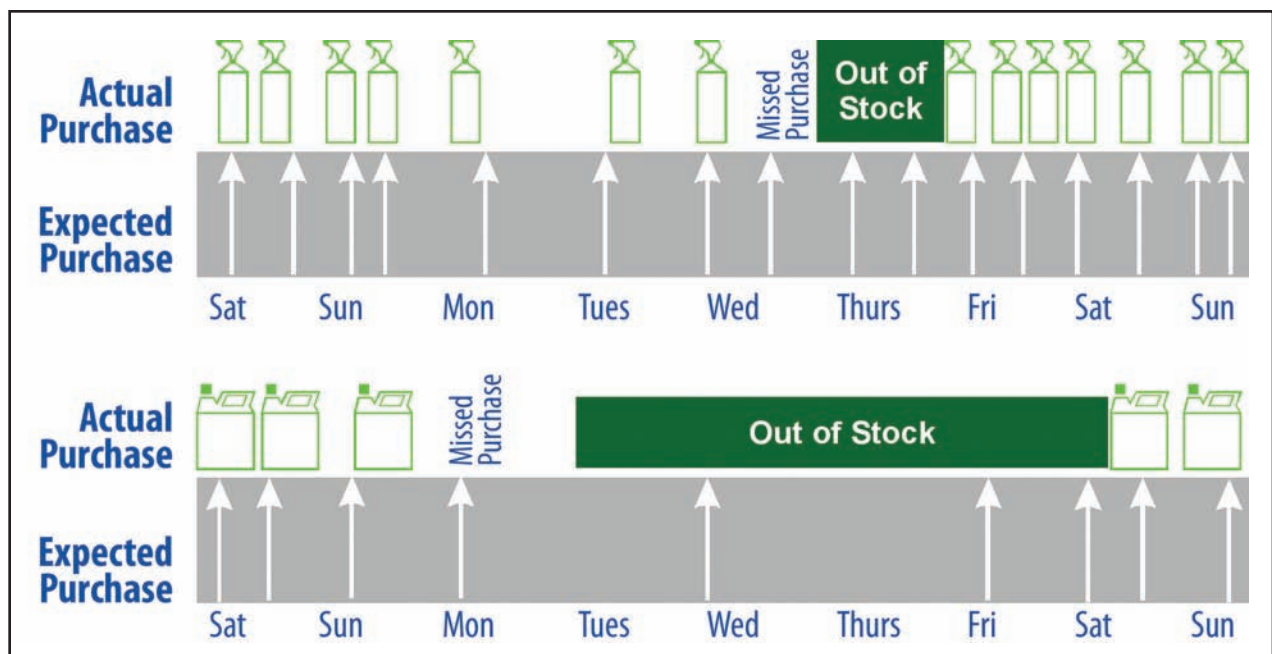 Actual
Purchase
Missed
Purchase
Out of
Stock
Expected
Purchase
Sat Sun Mon Tues Wed Thurs Fri Sat Sun
Actual
Purchase
Missed
Purchase
Out of Stock
Expected
Purchase
Sat Sun Mon Tues Wed Thurs Fri Sat Sun